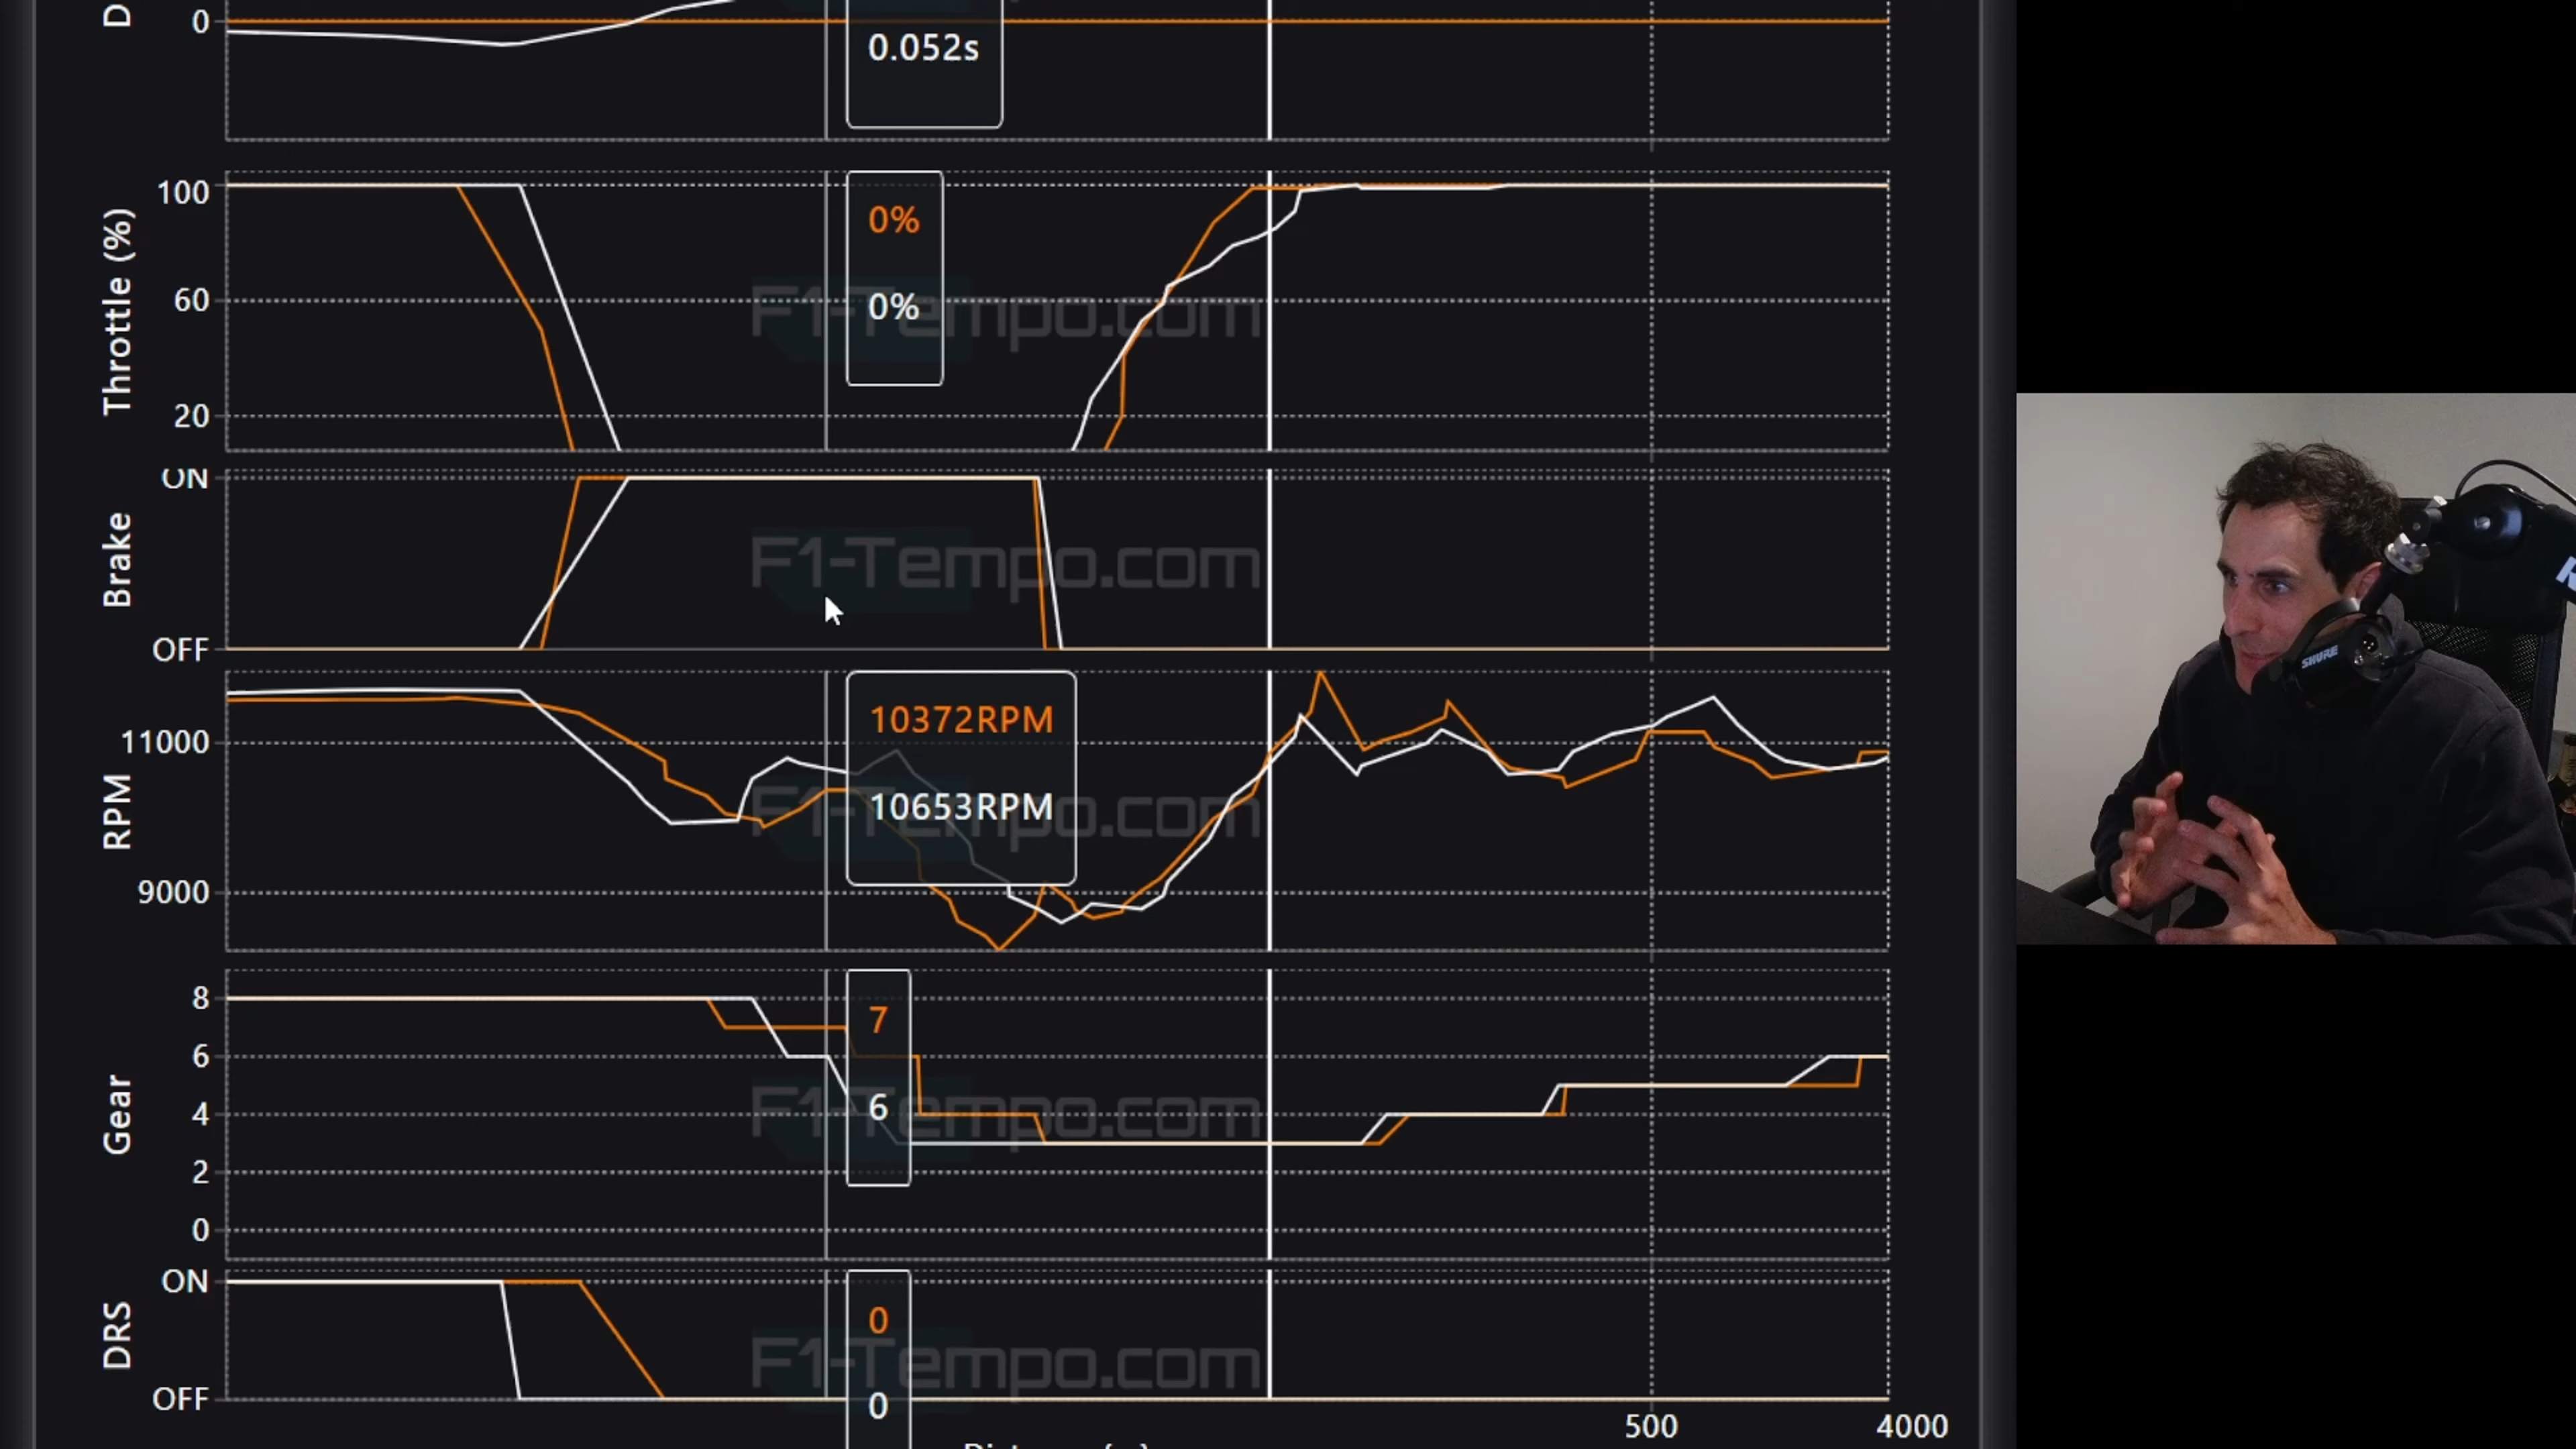 D
0
0.052s
Throttle (%)
100
60
20
0%
0%
F1-Tempo.com
Brake
ON
OFF
F1-Tempo.com
RPM
11000
9000
10372RPM
10653RPM
F1-Tempo.com
SHURE
R
Gear
8
6
4
2
0
7
6
F1-Tempo.com
DRS
ON
OFF
0
0
F1-Tempo.com
500
4000